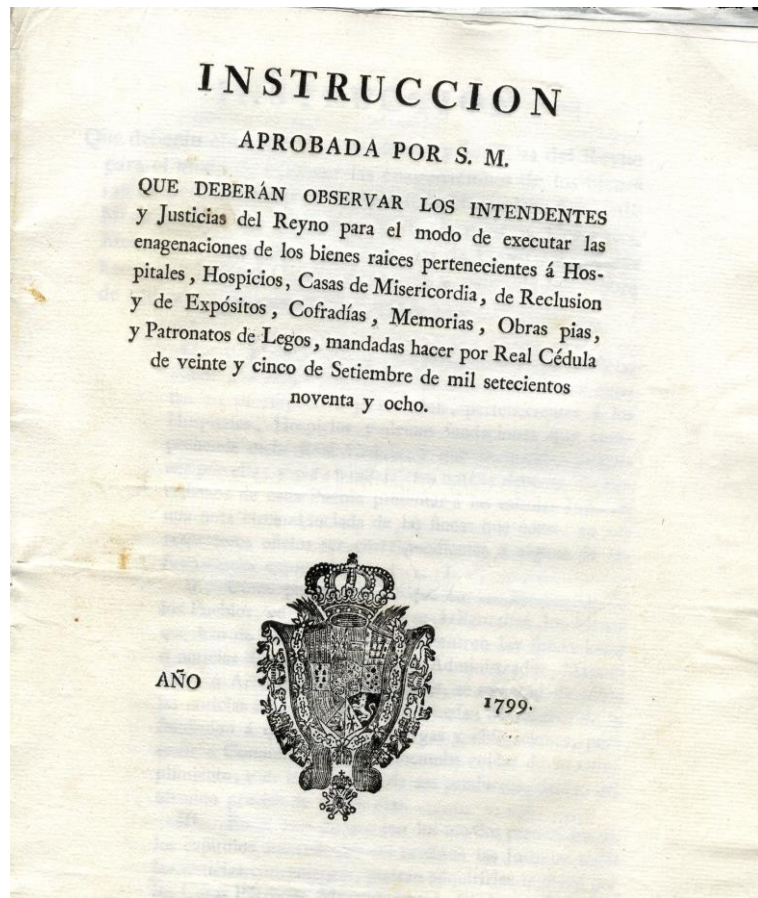 INSTRUCCION
APROBADA POR S. M.
QUE DEBERÁN OBSERVAR LOS INTENDENTES
y Justicias del Reyno para el modo de executar las
enagenaciones de los bienes raices pertenecientes á Hos-
pitales, Hospicios, Casas de Misericordia, de Reclusion
y de Expósitos, Cofradías, Memorias, Obras pias,
y Patronatos de Legos, mandadas hacer por Real Cédula
de veinte y cinco de Setiembre de mil setecientos
noventa y ocho.
AÑO 1799.